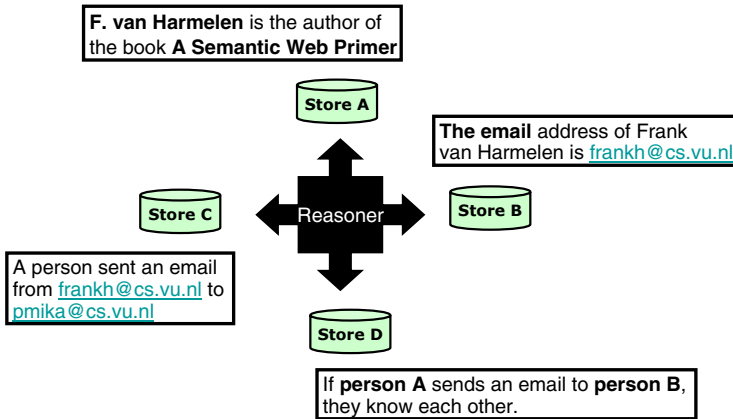 F. van Harmelen is the author of
the book A Semantic Web Primer
Store A
The email address of Frank
van Harmelen is frankh@cs.vu.nl
Store C
Reasoner
Store B
A person sent an email
from frankh@cs.vu.nl to
pmika@cs.vu.nl
Store D
If person A sends an email to person B,
they know each other.